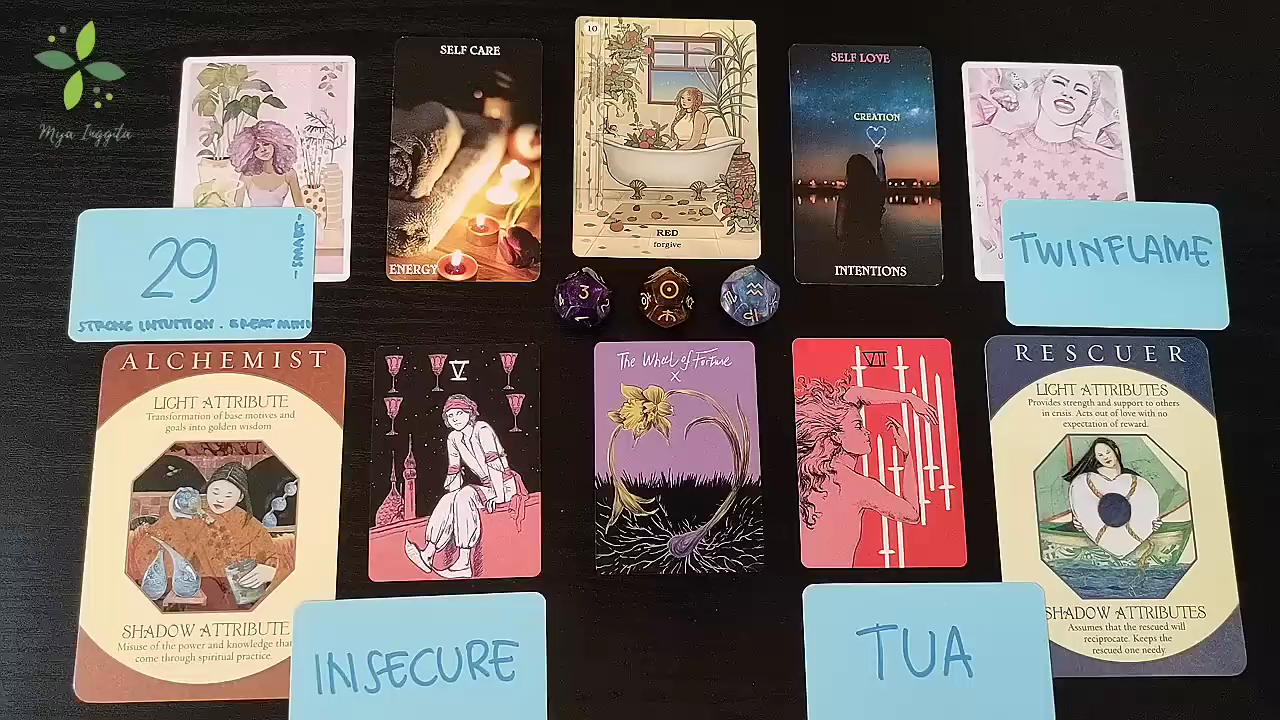 Mya Inggita
SELF CARE
ENERGY
10
RED
forgive
SELF LOVE
CREATION
INTENTIONS
29
STRONG INTUITION . GREAT MIND
- SMART -
TWINFLAME
3
ALCHEMIST
LIGHT ATTRIBUTE
Transformation of base motives and
goals into golden wisdom
SHADOW ATTRIBUTE
Misuse of the power and knowledge that
come through spiritual practice.
V
The Wheel of Fortune
X
VII
RESCUER
LIGHT ATTRIBUTES
Provides strength and support to others
in crisis. Acts out of love with no
expectation of reward.
SHADOW ATTRIBUTES
Assumes that the rescued will
reciprocate. Keeps the
rescued one needy.
INSECURE
TUA